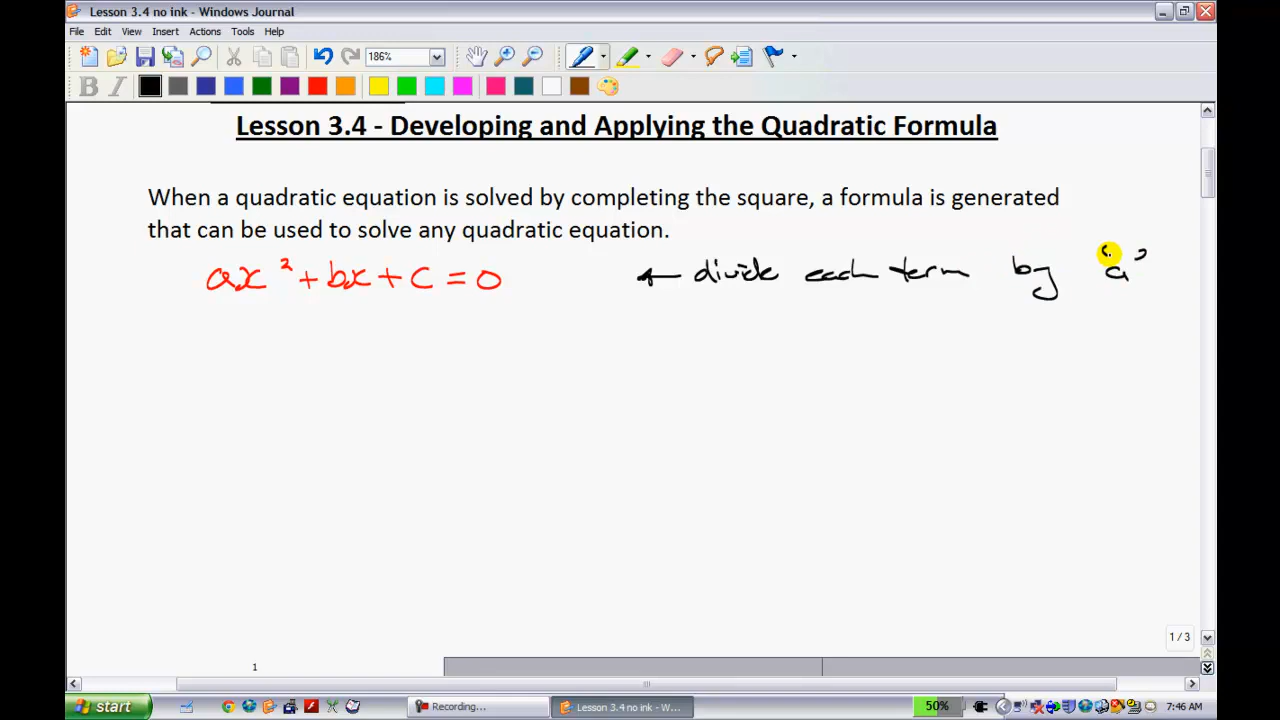 Lesson 3.4 no ink - Windows Journal
File Edit View Insert Actions Tools Help
186%
B I
Lesson 3.4 - Developing and Applying the Quadratic Formula
When a quadratic equation is solved by completing the square, a formula is generated
that can be used to solve any quadratic equation.
ax² + bx + c = 0 ← divide each term by 'a'
1 / 3
1
start Recording... Lesson 3.4 no ink - W... 50% 7:46 AM